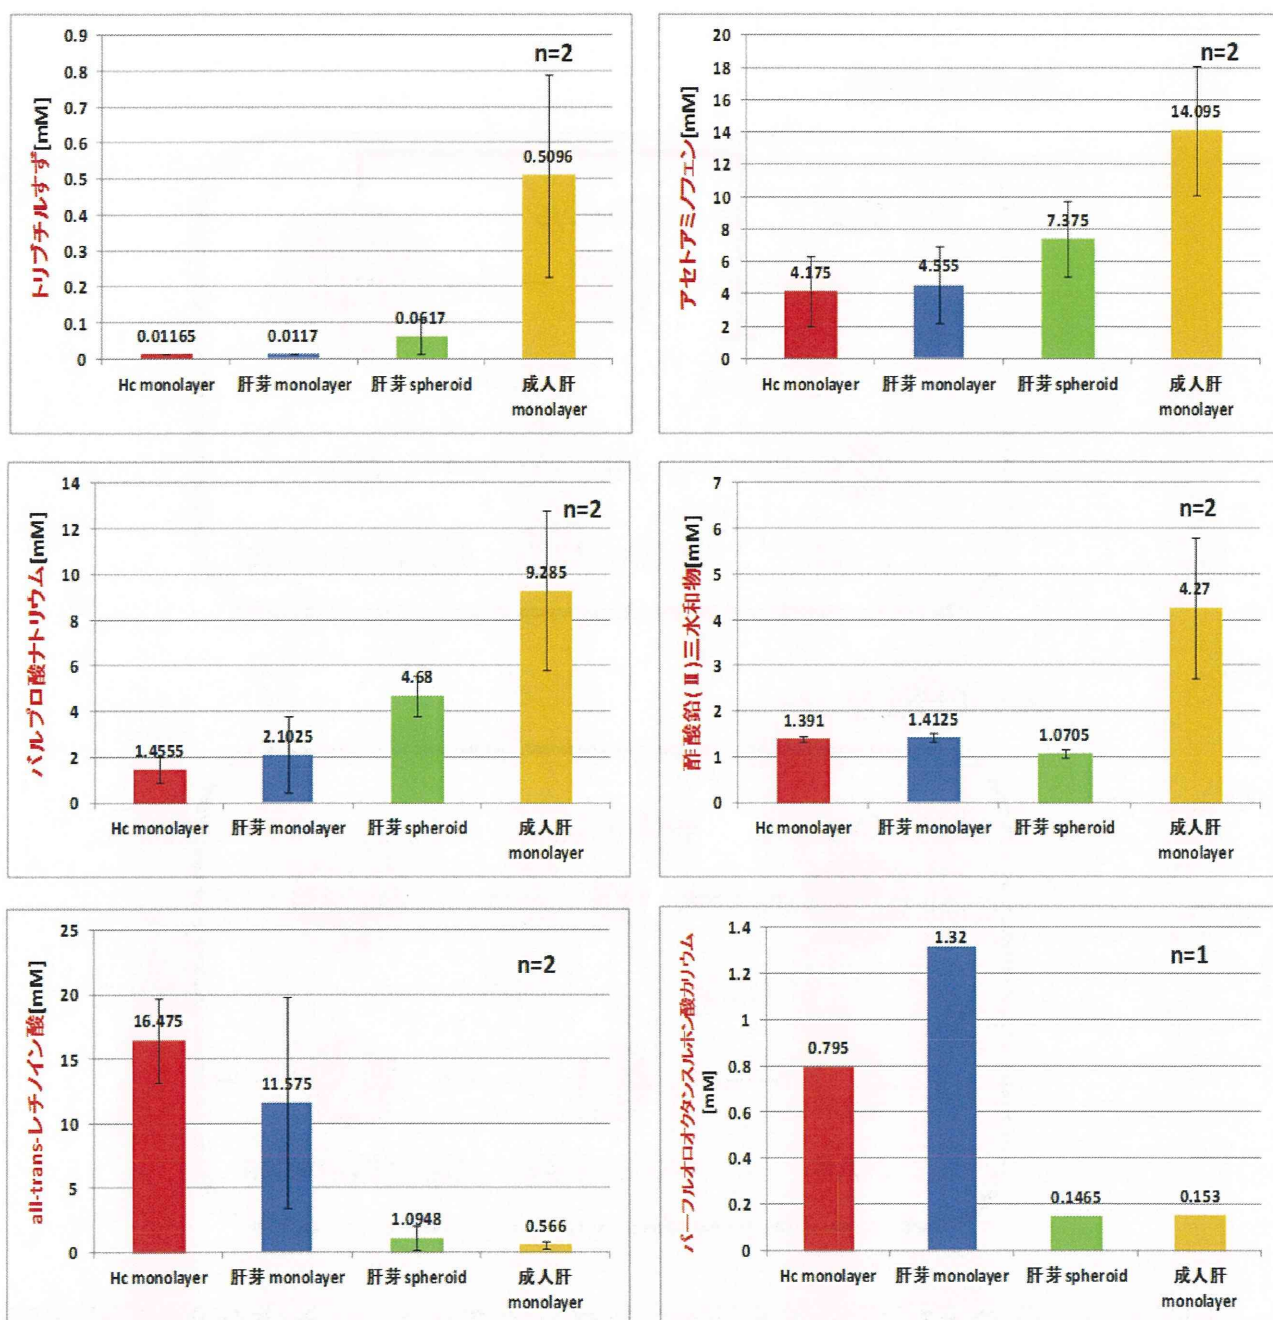 トリブチルすず[mM]
n=2
0.9
0.8
0.7
0.6
0.5
0.4
0.3
0.2
0.1
0
0.01165
0.0117
0.0617
0.5096
Hc monolayer
肝芽 monolayer
肝芽 spheroid
成人肝
monolayer
アセトアミノフェン[mM]
n=2
20
18
16
14
12
10
8
6
4
2
0
4.175
4.555
7.375
14.095
Hc monolayer
肝芽 monolayer
肝芽 spheroid
成人肝
monolayer
バルプロ酸ナトリウム[mM]
n=2
14
12
10
8
6
4
2
0
1.4555
2.1025
4.68
9.285
Hc monolayer
肝芽 monolayer
肝芽 spheroid
成人肝
monolayer
酢酸鉛(Ⅱ)三水和物[mM]
n=2
7
6
5
4
3
2
1
0
1.391
1.4125
1.0705
4.27
Hc monolayer
肝芽 monolayer
肝芽 spheroid
成人肝
monolayer
all-trans-レチノイン酸[mM]
n=2
25
20
15
10
5
0
16.475
11.575
1.0948
0.566
Hc monolayer
肝芽 monolayer
肝芽 spheroid
成人肝
monolayer
パーフルオロオクタンスルホン酸カリウム
[mM]
n=1
1.4
1.2
1
0.8
0.6
0.4
0.2
0
0.795
1.32
0.1465
0.153
Hc monolayer
肝芽 monolayer
肝芽 spheroid
成人肝
monolayer